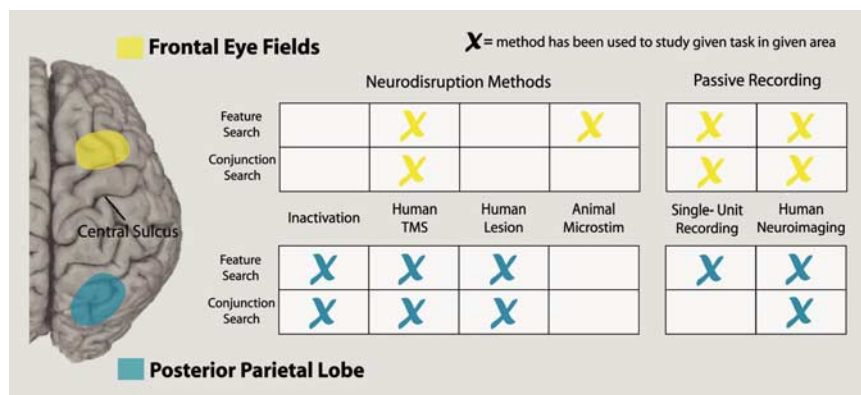 Frontal Eye Fields
X = method has been used to study given task in given area
Neurodisruption Methods
Passive Recording
Feature
Search
X X X X
Conjunction
Search
X X X
Central Sulcus
Inactivation
Human
TMS
Human
Lesion
Animal
Microstim
Single- Unit
Recording
Human
Neuroimaging
Feature
Search
X X X X X
Conjunction
Search
X X X X
Posterior Parietal Lobe